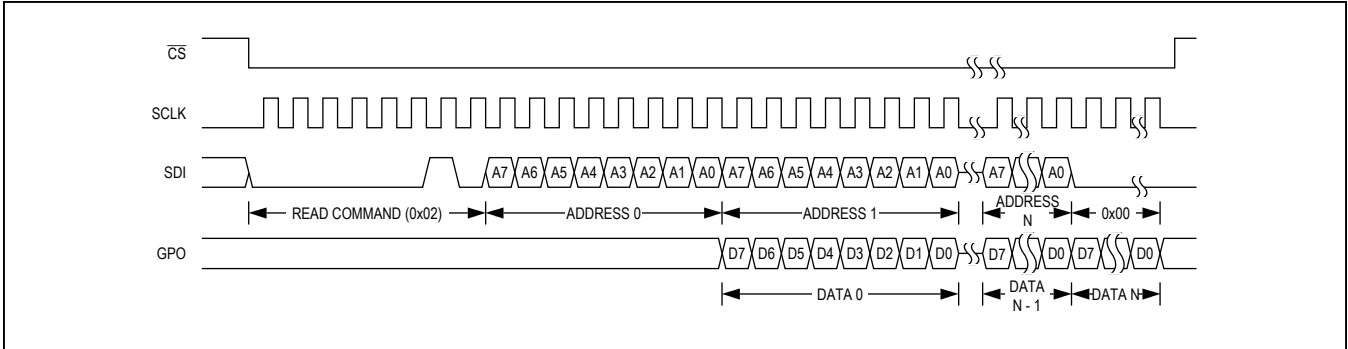 CS
SCLK
SDI A7 A6 A5 A4 A3 A2 A1 A0 A7 A6 A5 A4 A3 A2 A1 A0 A7 A0
READ COMMAND (0x02) ADDRESS 0 ADDRESS 1 ADDRESS N 0x00
GPO D7 D6 D5 D4 D3 D2 D1 D0 D7 D0 D7 D0
DATA 0 DATA N - 1 DATA N